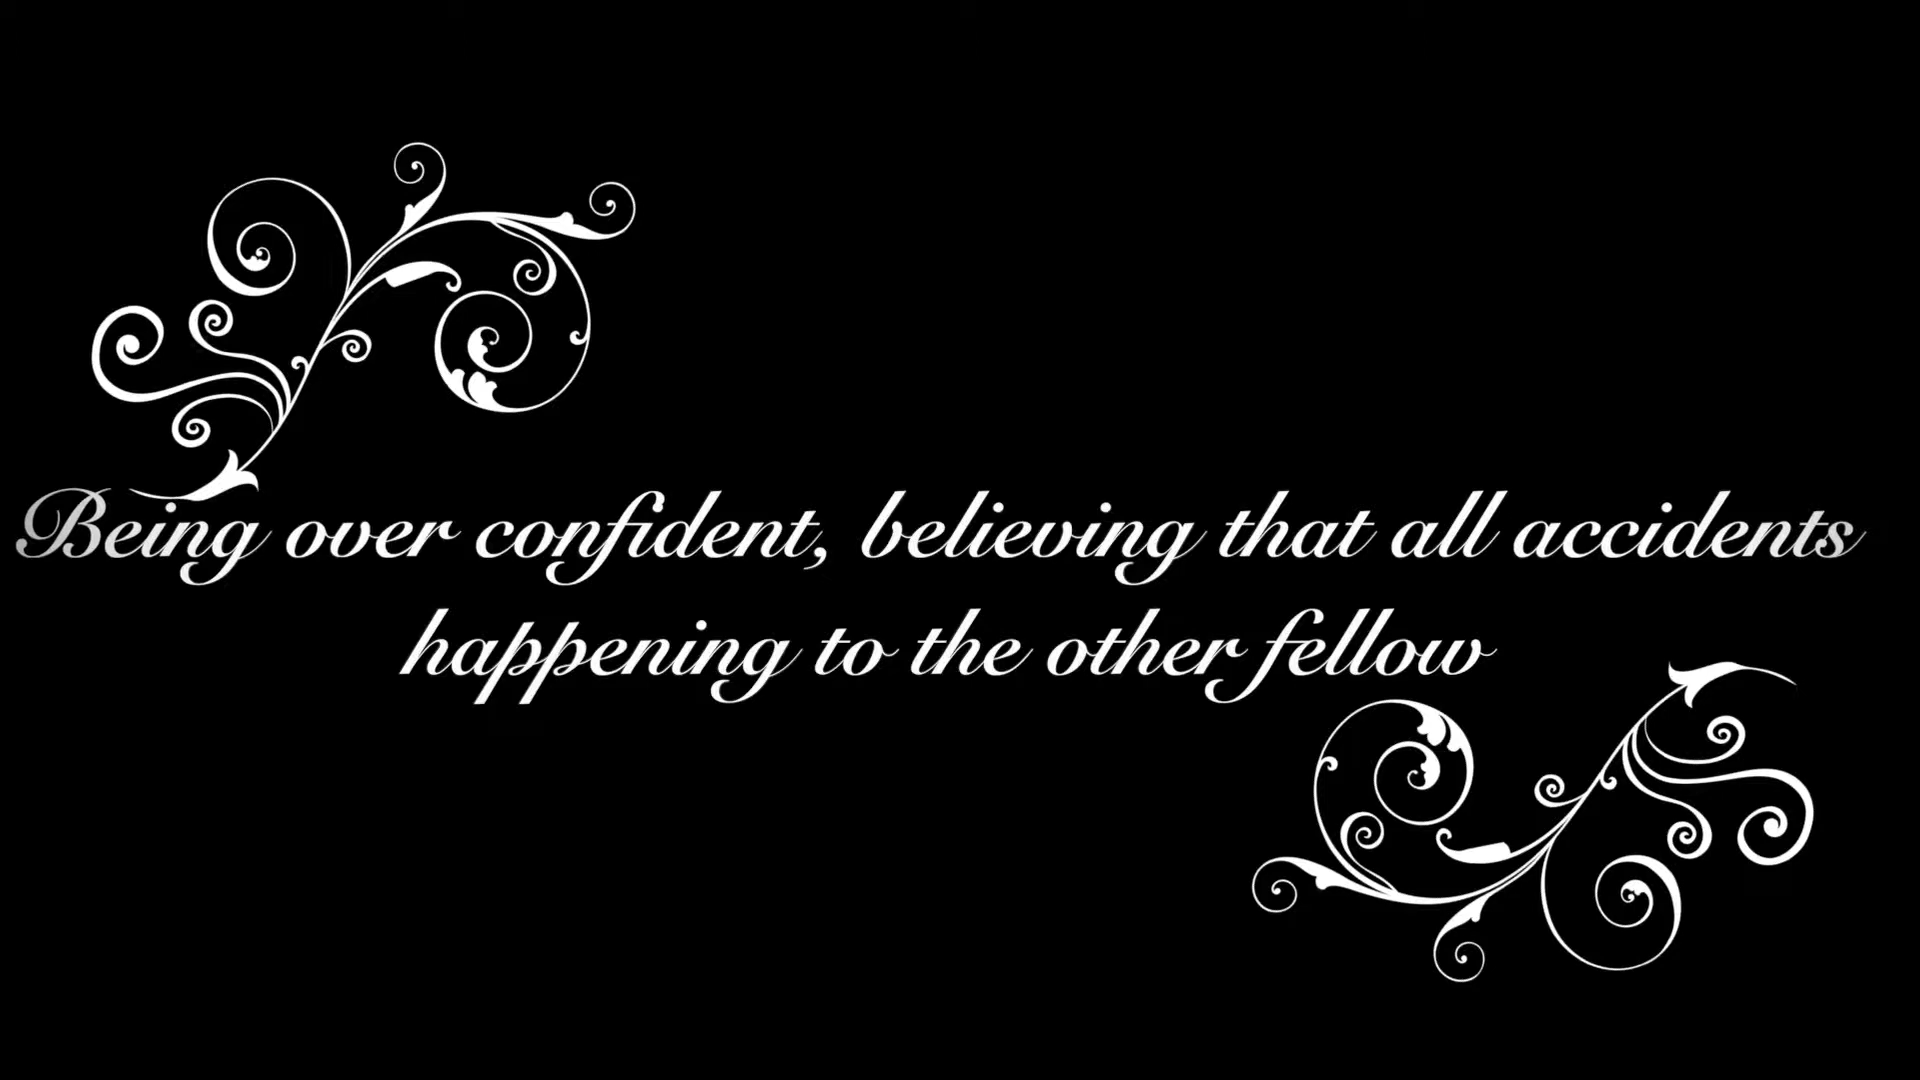 Being over confident, believing that all accidents
happening to the other fellow